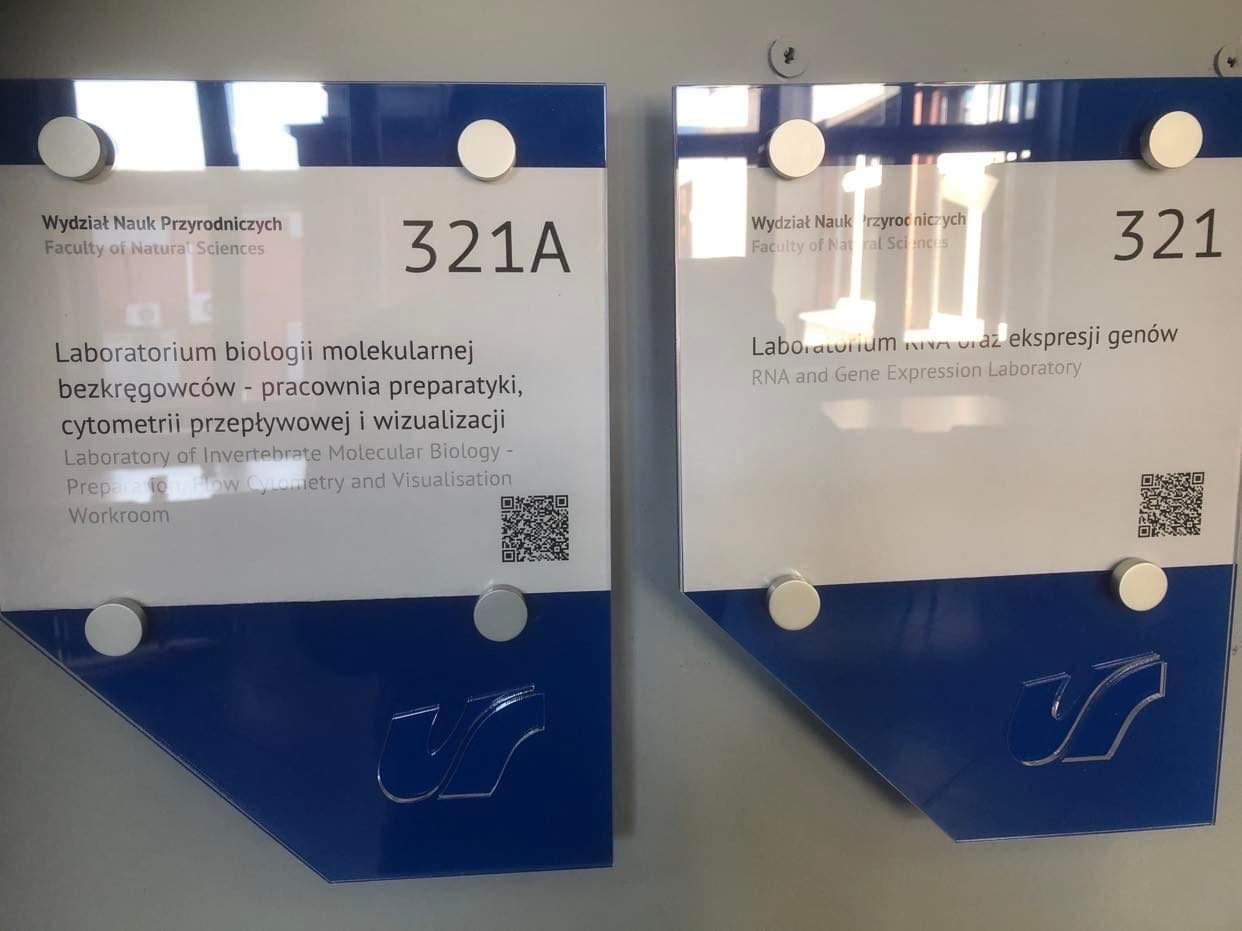 Wydział Nauk Przyrodniczych
Faculty of Natural Sciences
321A
Laboratorium biologii molekularnej
bezkręgowców - pracownia preparatyki,
cytometrii przepływowej i wizualizacji
Laboratory of Invertebrate Molecular Biology -
Preparation, Flow Cytometry and Visualisation
Workroom
Wydział Nauk Przyrodniczych
Faculty of Natural Sciences
321
Laboratorium RNA oraz ekspresji genów
RNA and Gene Expression Laboratory